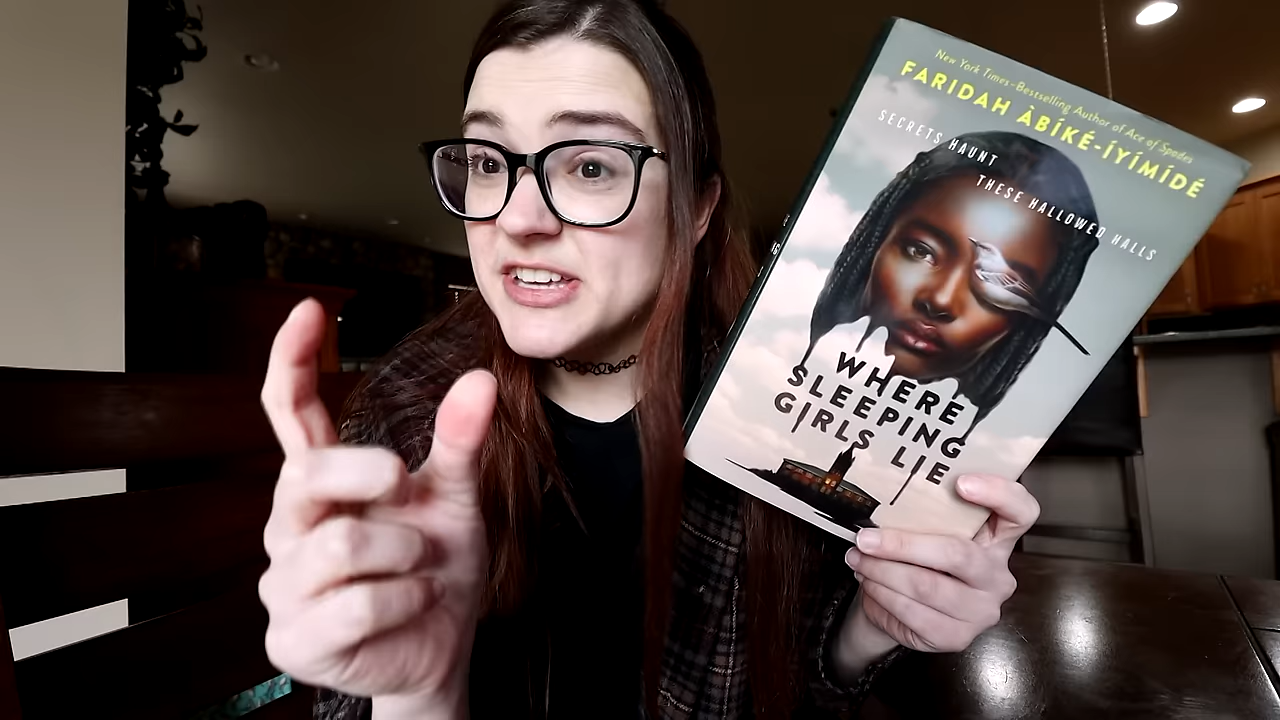 New York Times-Bestselling Author of Ace of Spades
FARIDAH ÀBÍKÉ-ÍYÍMÍDÉ
SECRETS HAUNT
THESE HALLOWED HALLS
WHERE
SLEEPING
GIRLS LIE